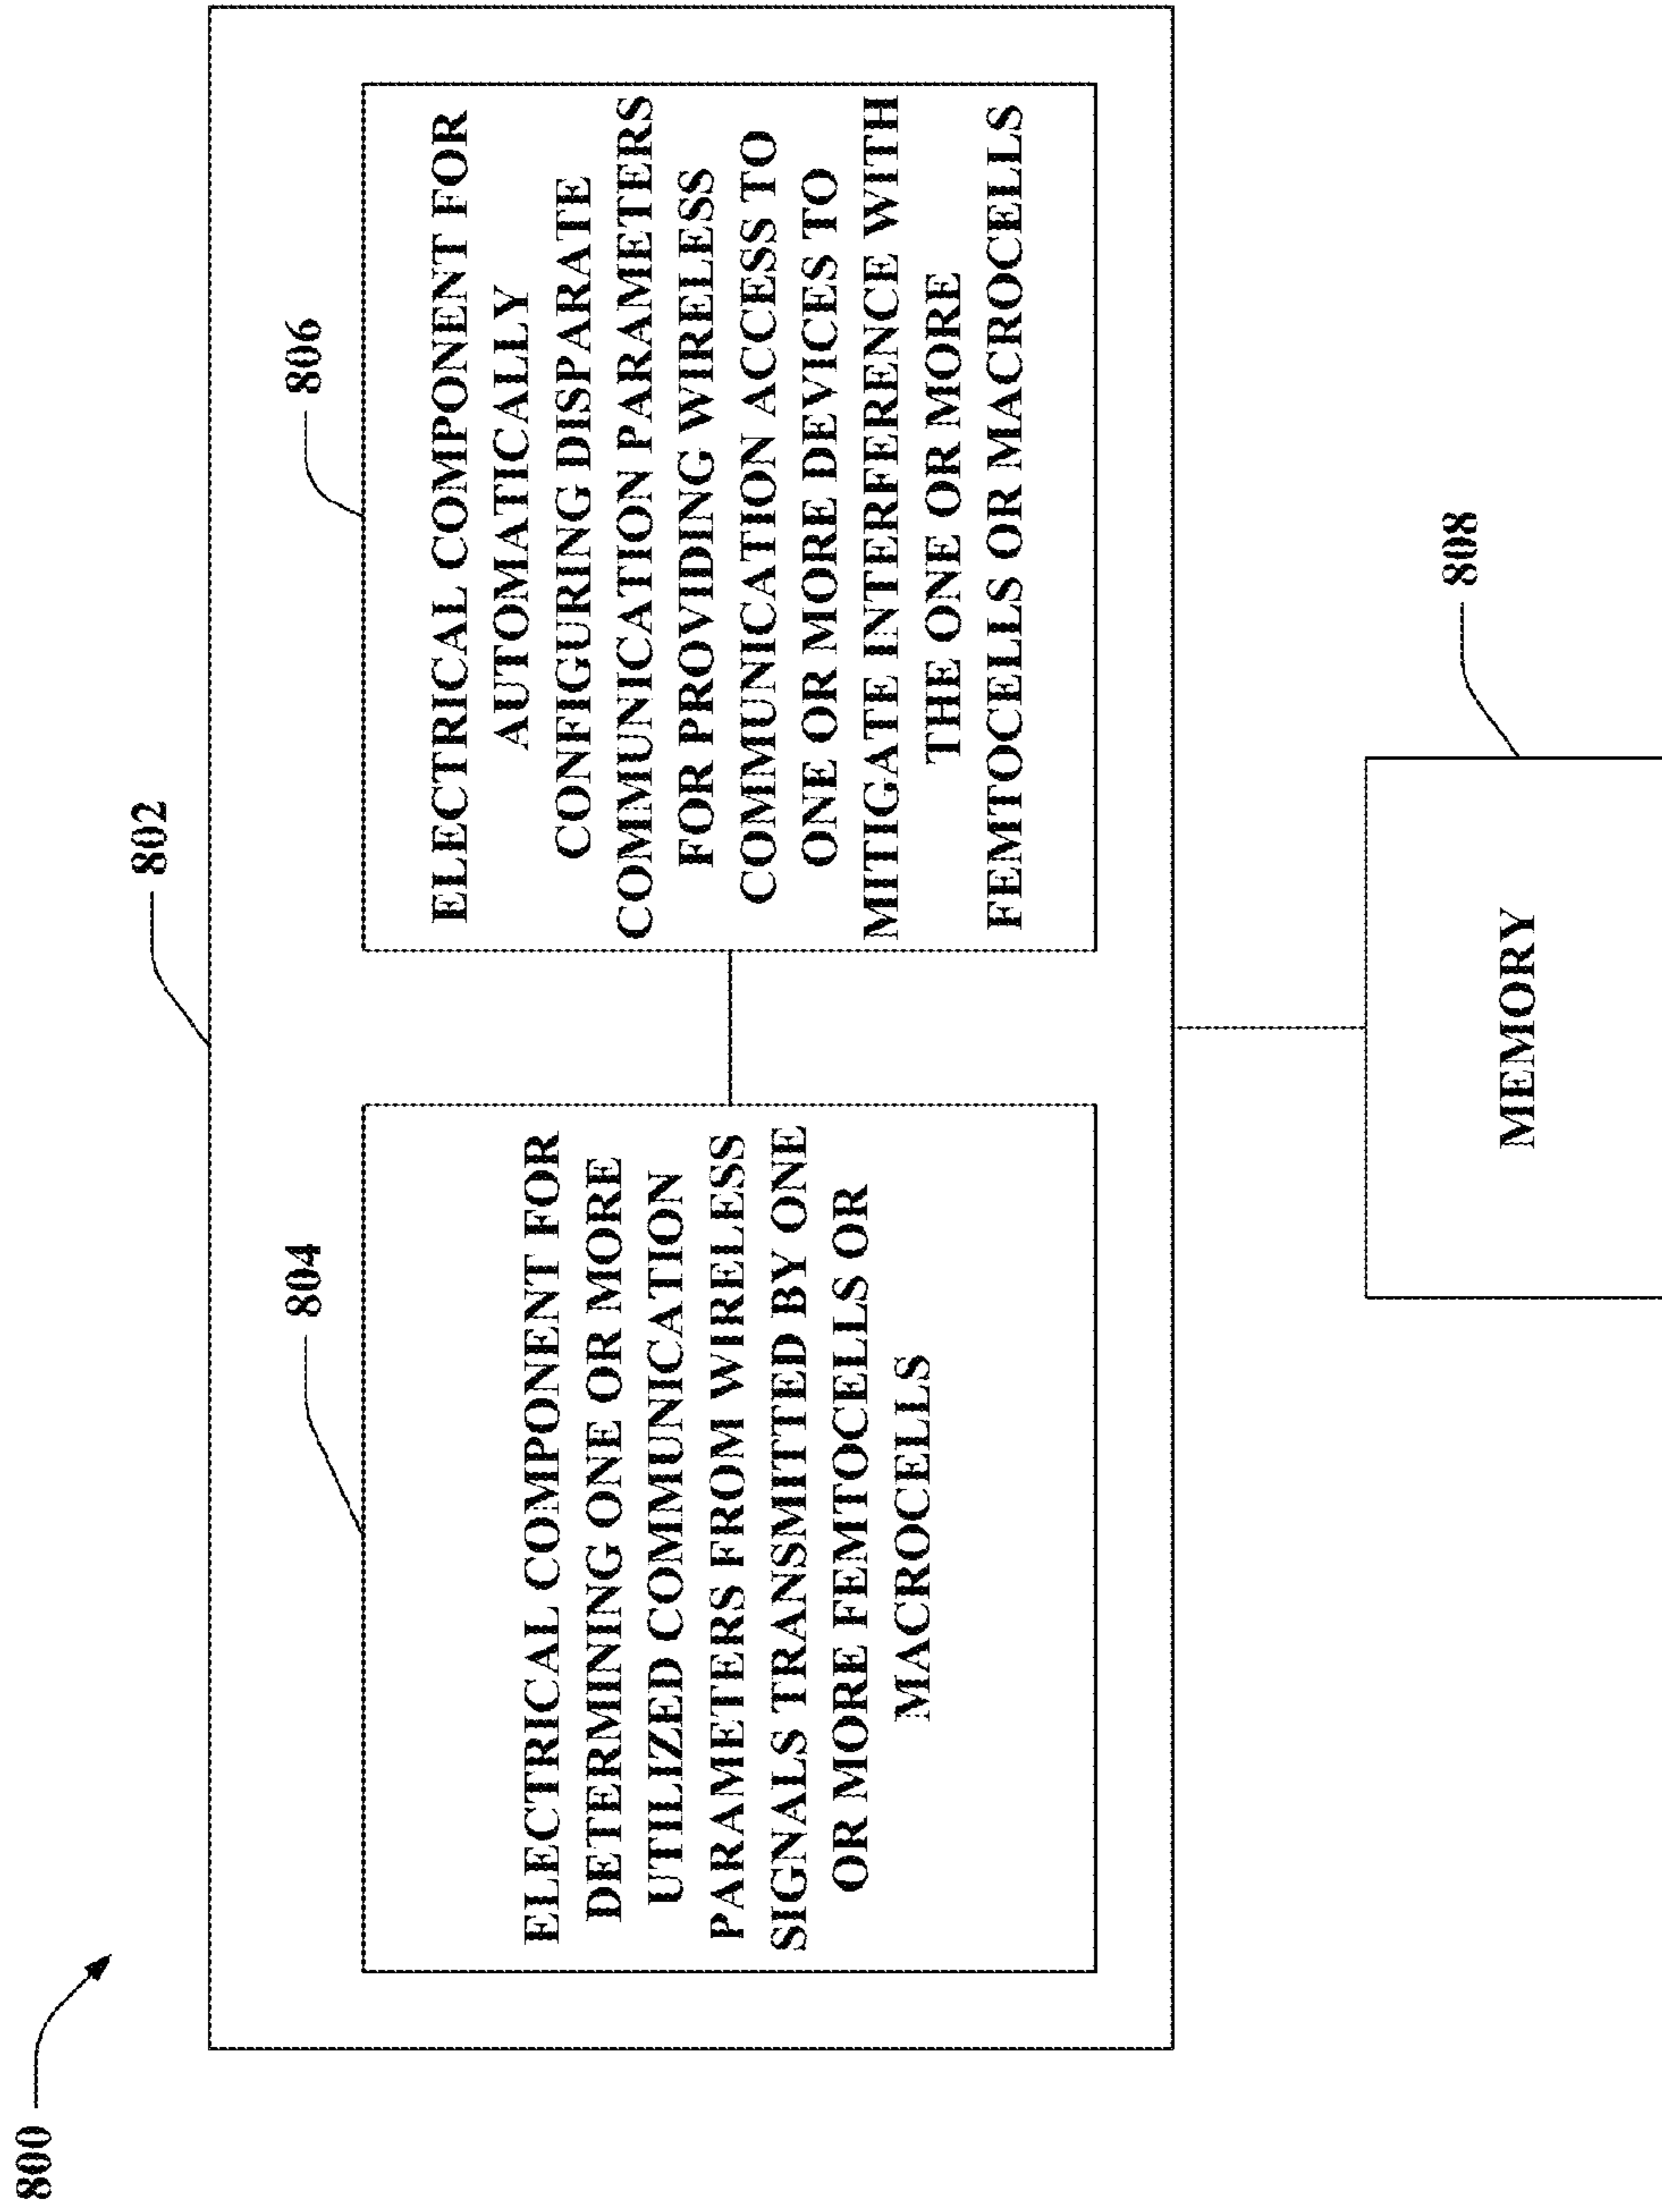 800
802
804
ELECTRICAL COMPONENT FOR
DETERMINING ONE OR MORE
UTILIZED COMMUNICATION
PARAMETERS FROM WIRELESS
SIGNALS TRANSMITTED BY ONE
OR MORE FEMTOCELLS OR
MACROCELLS
806
ELECTRICAL COMPONENT FOR
AUTOMATICALLY
CONFIGURING DISPARATE
COMMUNICATION PARAMETERS
FOR PROVIDING WIRELESS
COMMUNICATION ACCESS TO
ONE OR MORE DEVICES TO
MITIGATE INTERFERENCE WITH
THE ONE OR MORE
FEMTOCELLS OR MACROCELLS
808
MEMORY